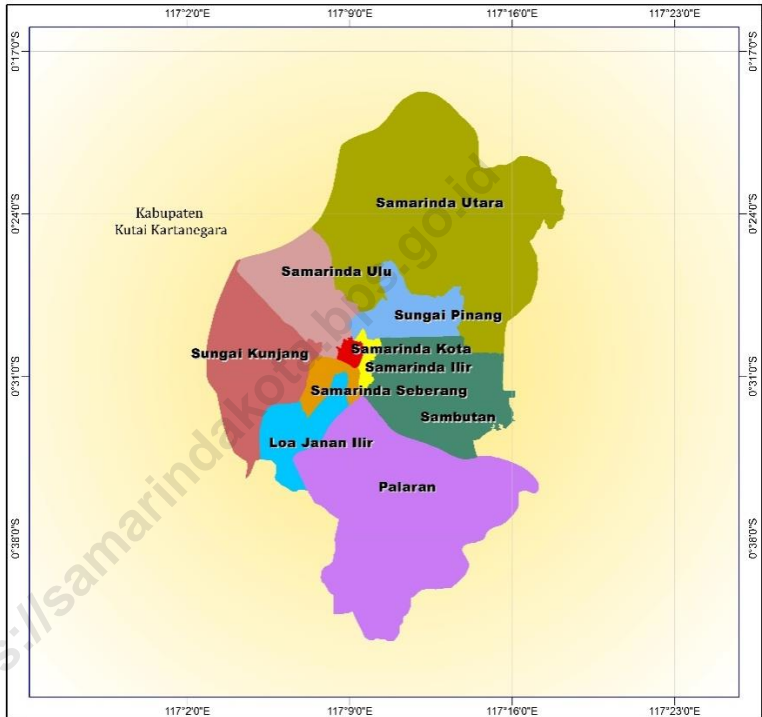 117°2'0"E 117°9'0"E 117°16'0"E 117°23'0"E
0°17'0"S 0°17'0"S
Samarinda Utara
Kabupaten
Kutai Kartanegara
0°24'0"S 0°24'0"S
Samarinda Ulu
Sungai Pinang
Samarinda Kota
Sungai Kunjang
Samarinda Ilir
0°31'0"S 0°31'0"S
Samarinda Seberang
Sambutan
Loa Janan Ilir
Palaran
0°38'0"S 0°38'0"S
117°2'0"E 117°9'0"E 117°16'0"E 117°23'0"E
s://samarindakota.bps.go.id